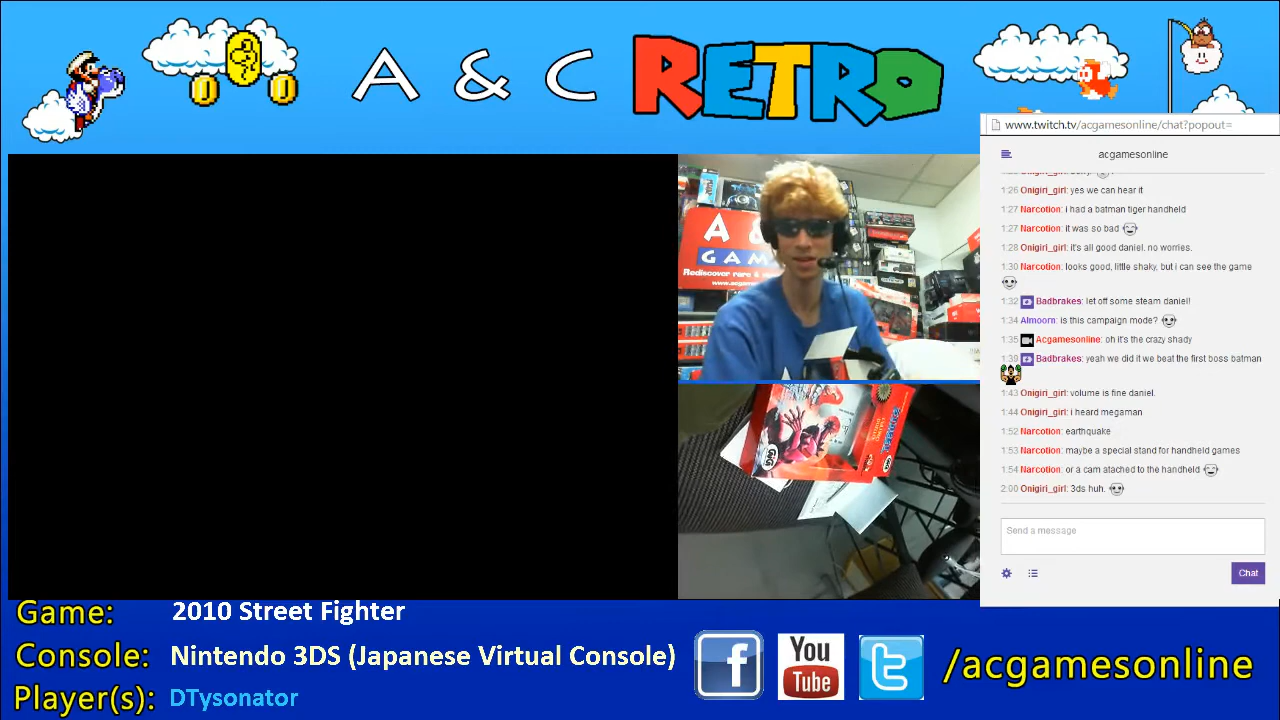 A & C RETRO
www.twitch.tv/acgamesonline/chat?popout=
acgamesonline
1:26 Onigiri_girl: yes we can hear it
1:27 Narcotion: i had a batman tiger handheld
1:27 Narcotion: it was so bad
1:28 Onigiri_girl: it's all good daniel. no worries.
1:30 Narcotion: looks good, little shaky, but i can see the game
1:32 Badbrakes: let off some steam daniel!
1:34 Almoorn: is this campaign mode?
1:35 Acgamesonline: oh it's the crazy shady
1:39 Badbrakes: yeah we did it we beat the first boss batman
1:43 Onigiri_girl: volume is fine daniel.
1:44 Onigiri_girl: i heard megaman
1:52 Narcotion: earthquake
1:53 Narcotion: maybe a special stand for handheld games
1:54 Narcotion: or a cam atached to the handheld
2:00 Onigiri_girl: 3ds huh.
Send a message
Chat
A &
GAM
Rediscover rare &
Game: 2010 Street Fighter
Console: Nintendo 3DS (Japanese Virtual Console)
Player(s): DTysonator
f
You
Tube
t
/acgamesonline